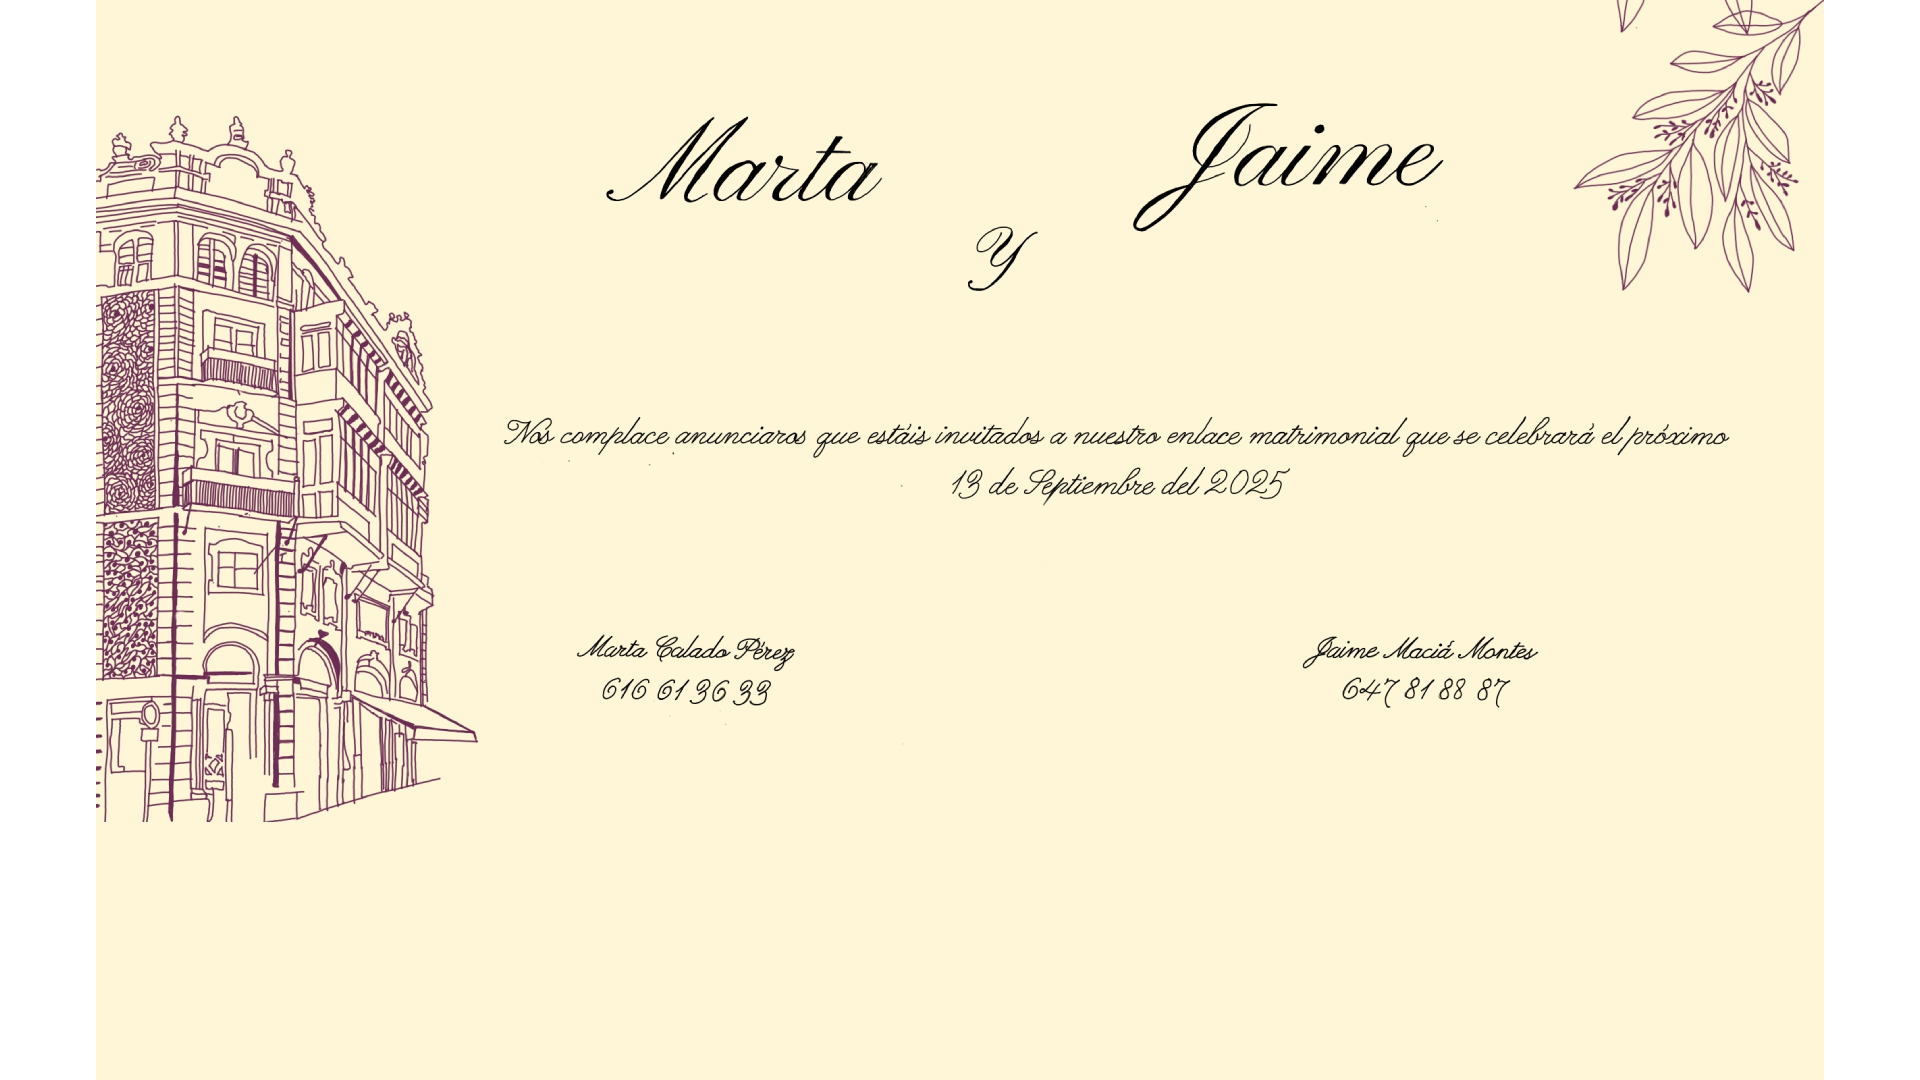 Marta
Jaime
Y
Nos complace anunciaros que estáis invitados a nuestro enlace matrimonial que se celebrará el próximo
13 de Septiembre del 2025
Marta Calado Pérez
616 61 36 33
Jaime Maciá Montes
647 81 88 87